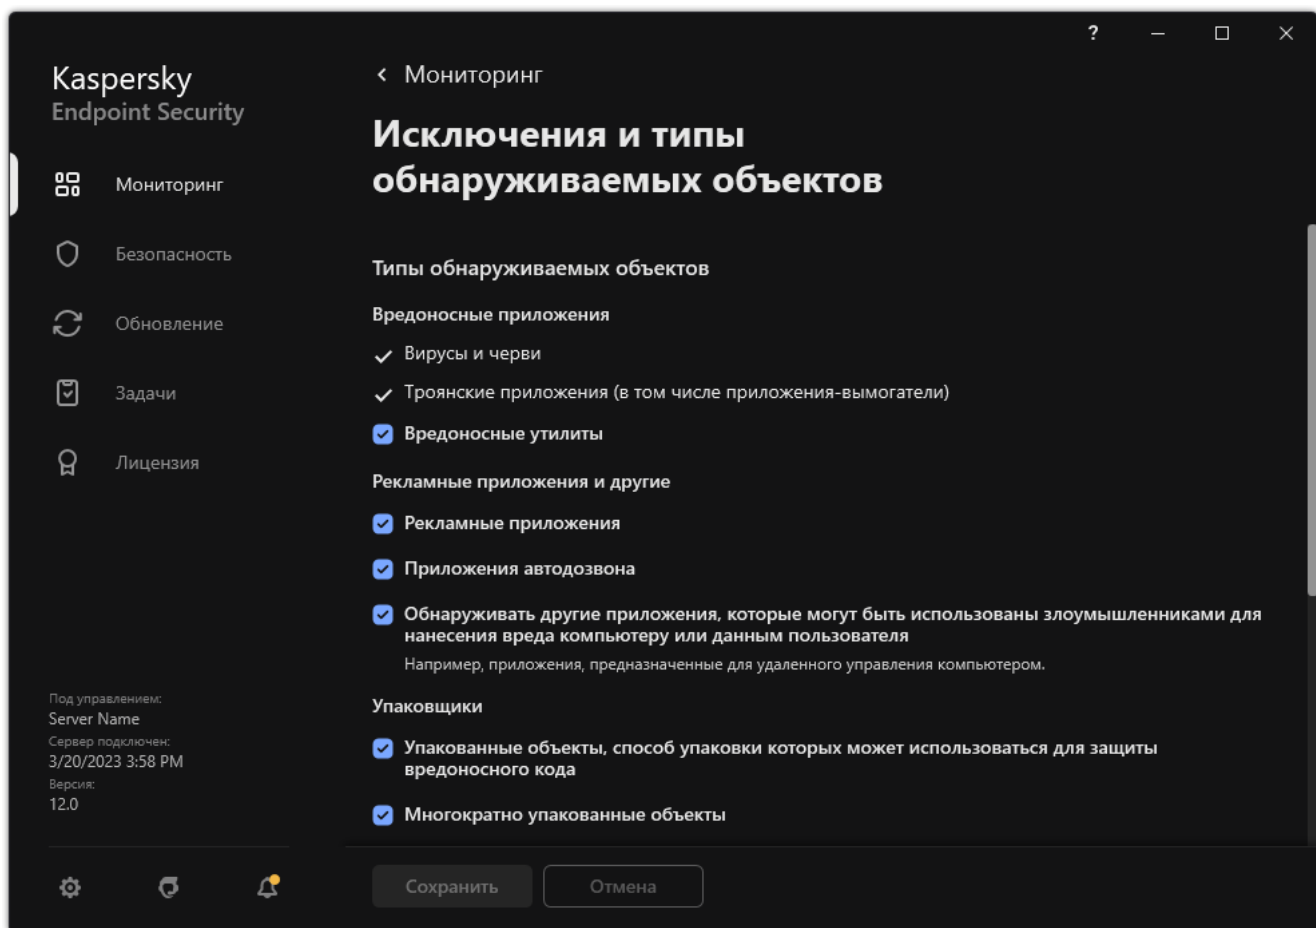 ?
Kaspersky
Endpoint Security
Мониторинг
Безопасность
Обновление
Задачи
Лицензия
Под управлением:
Server Name
Сервер подключен:
3/20/2023 3:58 PM
Версия:
12.0
Мониторинг
Исключения и типы
обнаруживаемых объектов
Типы обнаруживаемых объектов
Вредоносные приложения
Вирусы и черви
Троянские приложения (в том числе приложения-вымогатели)
Вредоносные утилиты
Рекламные приложения и другие
Рекламные приложения
Приложения автодозвона
Обнаруживать другие приложения, которые могут быть использованы злоумышленниками для
нанесения вреда компьютеру или данным пользователя
Например, приложения, предназначенные для удаленного управления компьютером.
Упаковщики
Упакованные объекты, способ упаковки которых может использоваться для защиты
вредоносного кода
Многократно упакованные объекты
Сохранить
Отмена